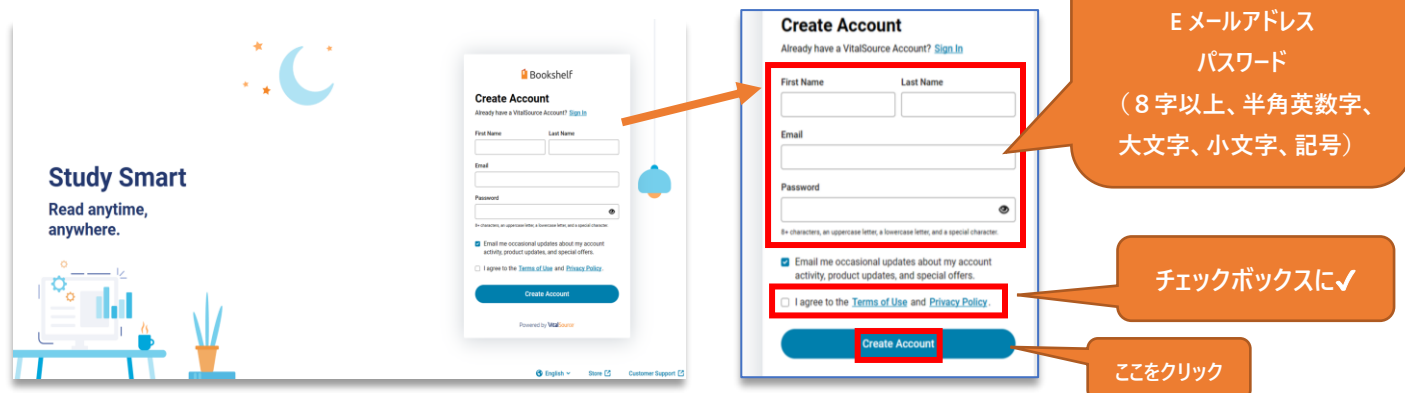 Study Smart
Read anytime,
anywhere.
Bookshelf
Create Account
Already have a VitalSource Account? Sign In
First Name Last Name
Email
Password
8+ characters, an uppercase letter, a lowercase letter, and a special character.
Email me occasional updates about my account
activity, product updates, and special offers.
I agree to the Terms of Use and Privacy Policy.
Create Account
Powered by VitalSource
English Store Customer Support
Create Account
Already have a VitalSource Account? Sign In
First Name Last Name
Email
Password
8+ characters, an uppercase letter, a lowercase letter, and a special character.
Email me occasional updates about my account
activity, product updates, and special offers.
I agree to the Terms of Use and Privacy Policy.
Create Account
E メールアドレス
パスワード
（８字以上、半角英数字、
大文字、小文字、記号）
チェックボックスに✓
ここをクリック